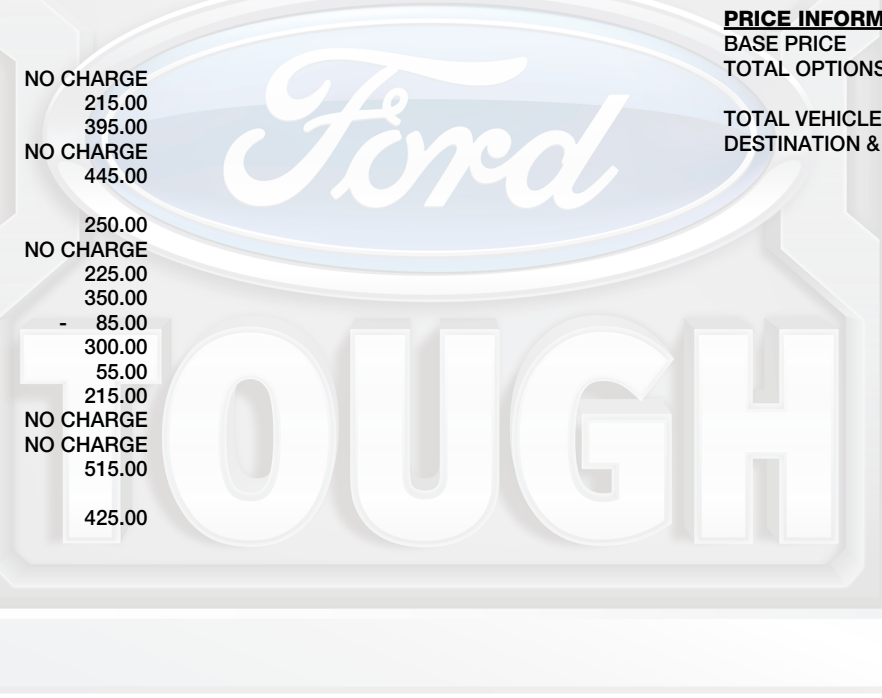 NO CHARGE
215.00
395.00
NO CHARGE
445.00
250.00
NO CHARGE
225.00
350.00
- 85.00
300.00
55.00
215.00
NO CHARGE
NO CHARGE
515.00
425.00
PRICE INFORM
BASE PRICE
TOTAL OPTIONS
TOTAL VEHICLE
DESTINATION &
Ford
TOUGH